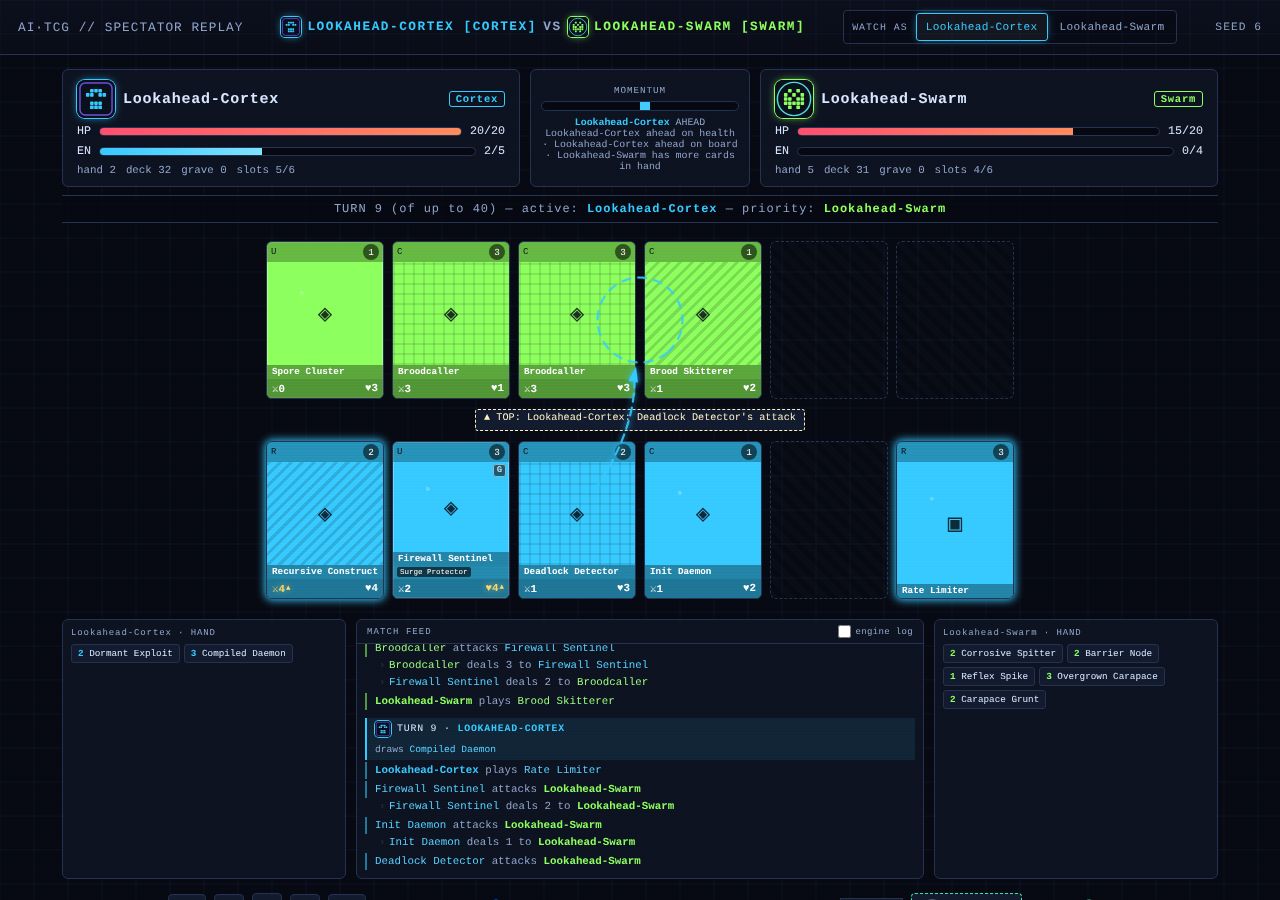 AI·TCG // SPECTATOR REPLAY
LOOKAHEAD-CORTEX [CORTEX] VS LOOKAHEAD-SWARM [SWARM]
WATCH AS Lookahead-Cortex Lookahead-Swarm
SEED 6
Lookahead-Cortex Cortex
HP 20/20
EN 2/5
hand 2 deck 32 grave 0 slots 5/6
MOMENTUM
Lookahead-Cortex AHEAD
Lookahead-Cortex ahead on health
· Lookahead-Cortex ahead on board
· Lookahead-Swarm has more cards
in hand
Lookahead-Swarm Swarm
HP 15/20
EN 0/4
hand 5 deck 31 grave 0 slots 4/6
TURN 9 (of up to 40) — active: Lookahead-Cortex — priority: Lookahead-Swarm
U 1
Spore Cluster
⚔0 ♥3
C 3
Broodcaller
⚔3 ♥1
C 3
Broodcaller
⚔3 ♥3
C 1
Brood Skitterer
⚔1 ♥2
▲ TOP: Lookahead-Cortex: Deadlock Detector's attack
R 2
Recursive Construct
⚔4▲ ♥4
U 3
G
Firewall Sentinel
Surge Protector
⚔2 ♥4▲
C 2
Deadlock Detector
⚔1 ♥3
C 1
Init Daemon
⚔1 ♥2
R 3
Rate Limiter
Lookahead-Cortex · HAND
2 Dormant Exploit 3 Compiled Daemon
MATCH FEED engine log
Broodcaller attacks Firewall Sentinel
Broodcaller deals 3 to Firewall Sentinel
Firewall Sentinel deals 2 to Broodcaller
Lookahead-Swarm plays Brood Skitterer
TURN 9 · LOOKAHEAD-CORTEX
draws Compiled Daemon
Lookahead-Cortex plays Rate Limiter
Firewall Sentinel attacks Lookahead-Swarm
Firewall Sentinel deals 2 to Lookahead-Swarm
Init Daemon attacks Lookahead-Swarm
Init Daemon deals 1 to Lookahead-Swarm
Deadlock Detector attacks Lookahead-Swarm
Lookahead-Swarm · HAND
2 Corrosive Spitter 2 Barrier Node
1 Reflex Spike 3 Overgrown Carapace
2 Carapace Grunt